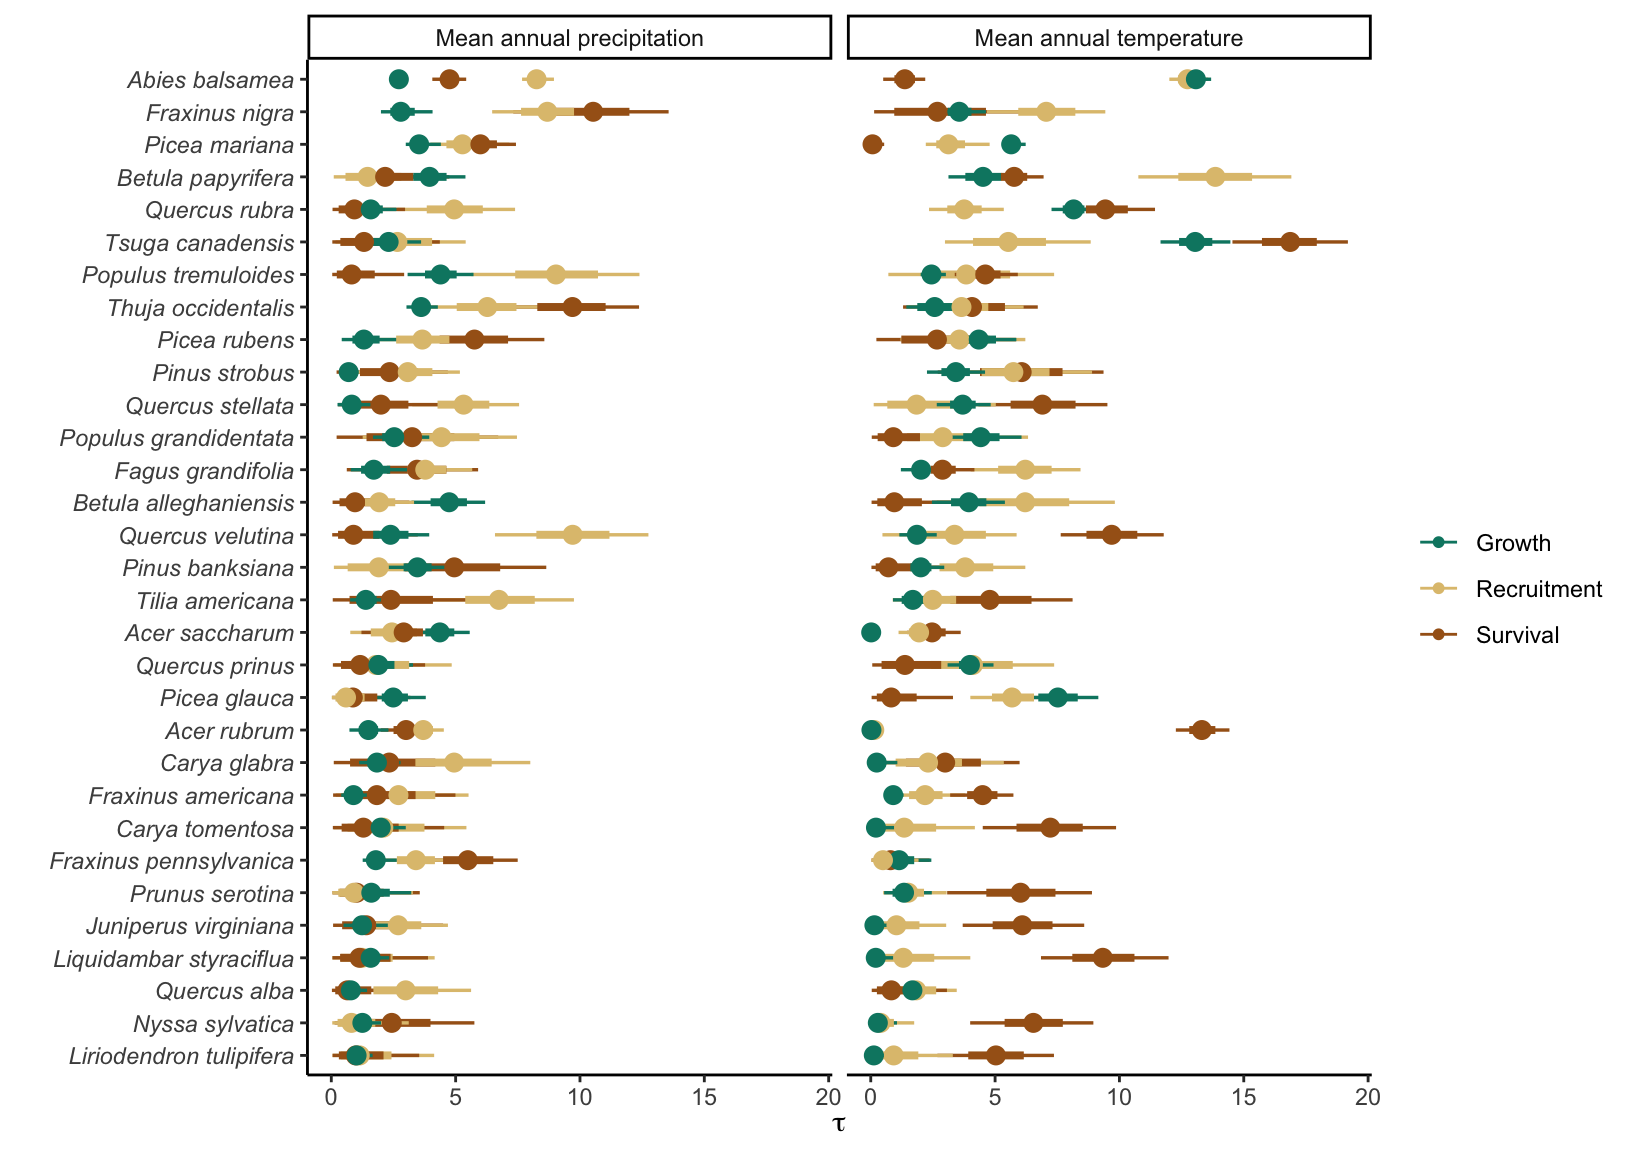 Mean annual precipitation
Mean annual temperature
Abies balsamea
Fraxinus nigra
Picea mariana
Betula papyrifera
Quercus rubra
Tsuga canadensis
Populus tremuloides
Thuja occidentalis
Picea rubens
Pinus strobus
Quercus stellata
Populus grandidentata
Fagus grandifolia
Betula alleghaniensis
Quercus velutina
Pinus banksiana
Tilia americana
Acer saccharum
Quercus prinus
Picea glauca
Acer rubrum
Carya glabra
Fraxinus americana
Carya tomentosa
Fraxinus pennsylvanica
Prunus serotina
Juniperus virginiana
Liquidambar styraciflua
Quercus alba
Nyssa sylvatica
Liriodendron tulipifera
0 5 10 15 20
0 5 10 15 20
τ
Growth
Recruitment
Survival